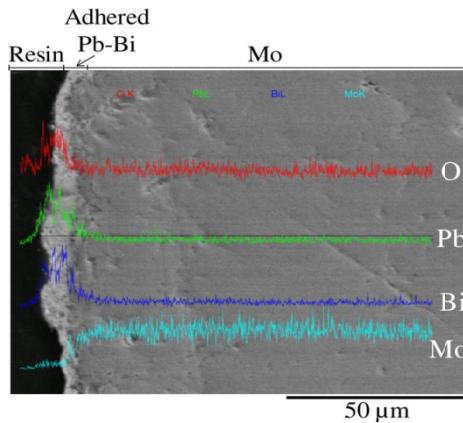 Adhered
Pb-Bi
Resin
Mo
O K
PbL
BiL
MoK
O
Pb
Bi
Mo
50 μm